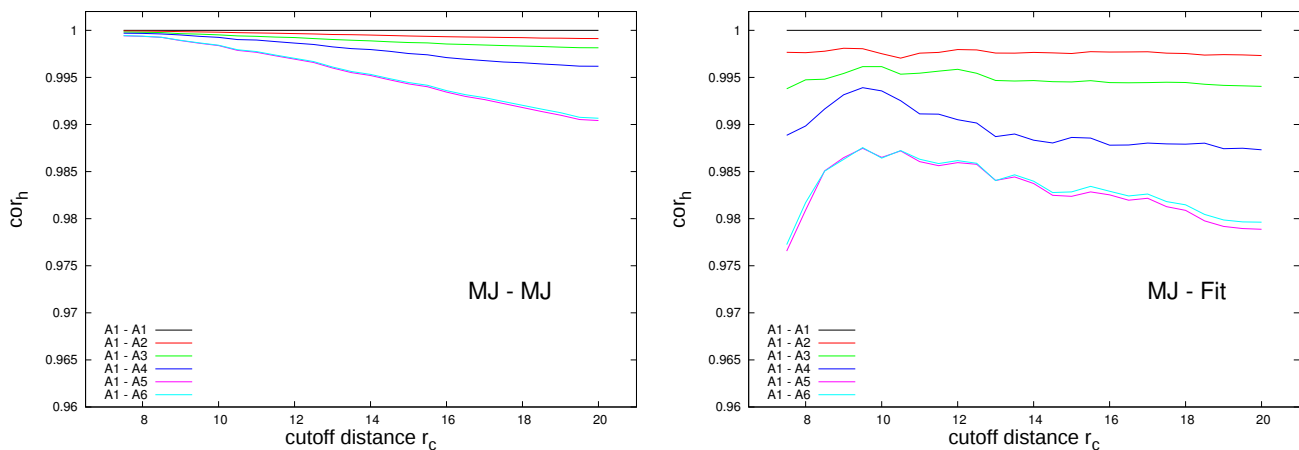 1
0.995
0.99
0.985
0.98
0.975
0.97
0.965
0.96
cor_h
MJ - MJ
A1 - A1
A1 - A2
A1 - A3
A1 - A4
A1 - A5
A1 - A6
8 10 12 14 16 18 20
cutoff distance r_c
1
0.995
0.99
0.985
0.98
0.975
0.97
0.965
0.96
cor_h
MJ - Fit
A1 - A1
A1 - A2
A1 - A3
A1 - A4
A1 - A5
A1 - A6
8 10 12 14 16 18 20
cutoff distance r_c